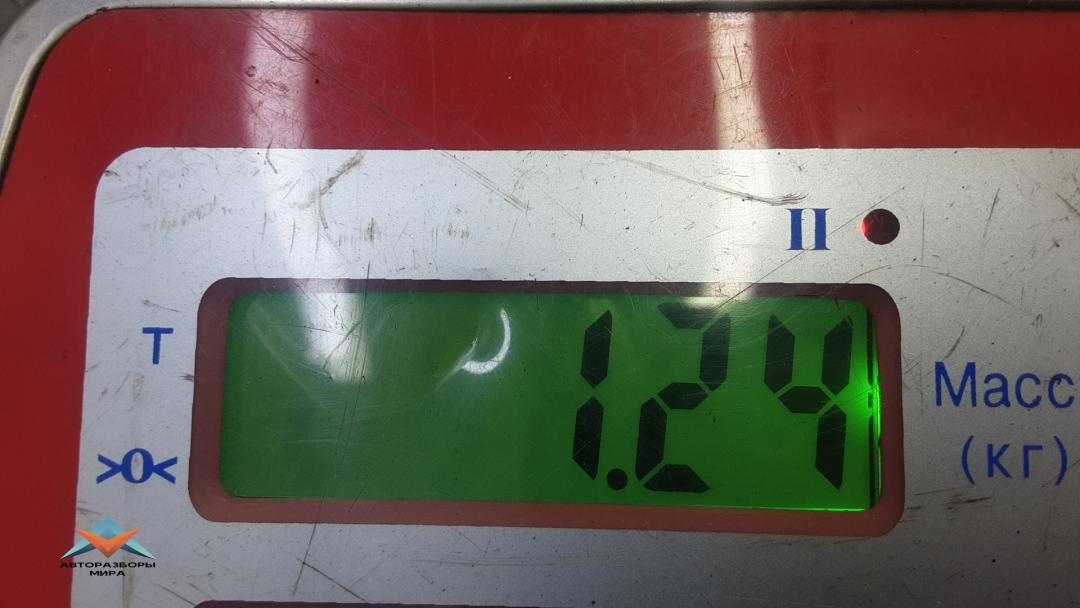 II
1.24
T
Масс
(кг)
>0<
АВТОРАЗБОРЫ
МИРА